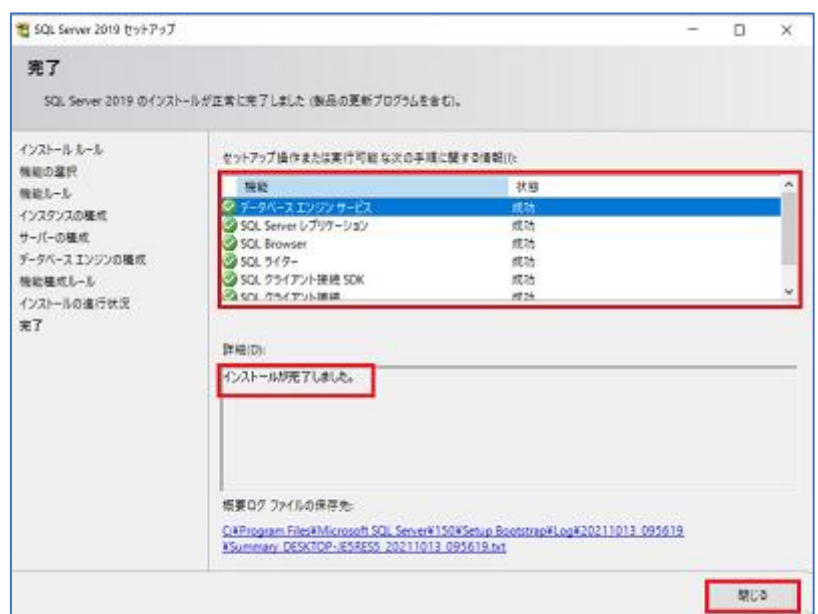 SQL Server 2019 セットアップ
完了
SQL Server 2019 のインストールが正常に完了しました (製品の更新プログラムを含む)。
インストール ルール
機能の選択
機能ルール
インスタンスの構成
サーバーの構成
データベース エンジンの構成
機能構成ルール
インストールの進行状況
完了
セットアップ操作または実行可能な次の手順に関する情報(I):
機能 状態
データベース エンジン サービス 成功
SQL Server レプリケーション 成功
SQL Browser 成功
SQL ライター 成功
SQL クライアント接続 SDK 成功
SQL クライアント接続 成功
詳細(D):
インストールが完了しました。
概要ログ ファイルの保存先:
C:¥Program Files¥Microsoft SQL Server¥150¥Setup Bootstrap¥Log¥20211013_095619
¥Summary_DESKTOP-JE5RES5_20211013_095619.txt
閉じる